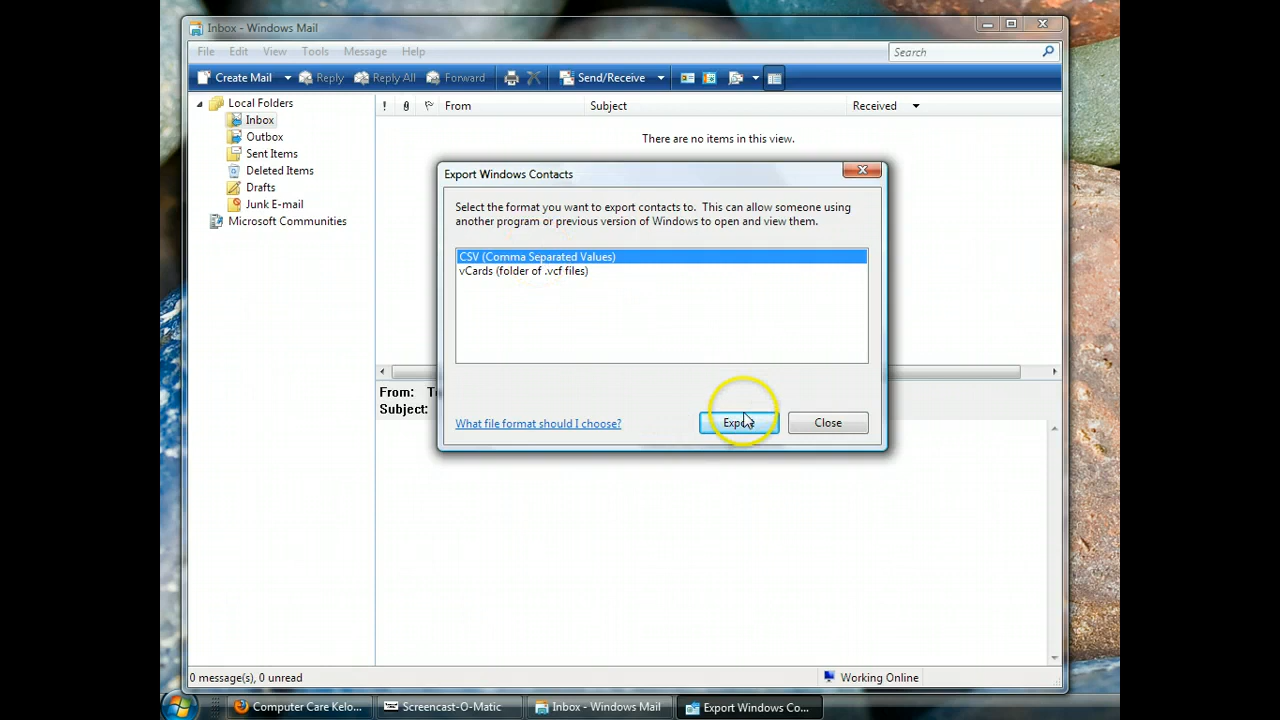 Inbox - Windows Mail
File Edit View Tools Message Help
Search
Create Mail Reply Reply All Forward Send/Receive
Local Folders
Inbox
Outbox
Sent Items
Deleted Items
Drafts
Junk E-mail
Microsoft Communities
! From Subject Received
There are no items in this view.
Export Windows Contacts
Select the format you want to export contacts to. This can allow someone using
another program or previous version of Windows to open and view them.
CSV (Comma Separated Values)
vCards (folder of .vcf files)
What file format should I choose?
Export Close
From:
Subject:
0 message(s), 0 unread
Working Online
Computer Care Kelo...
Screencast-O-Matic
Inbox - Windows Mail
Export Windows Co...